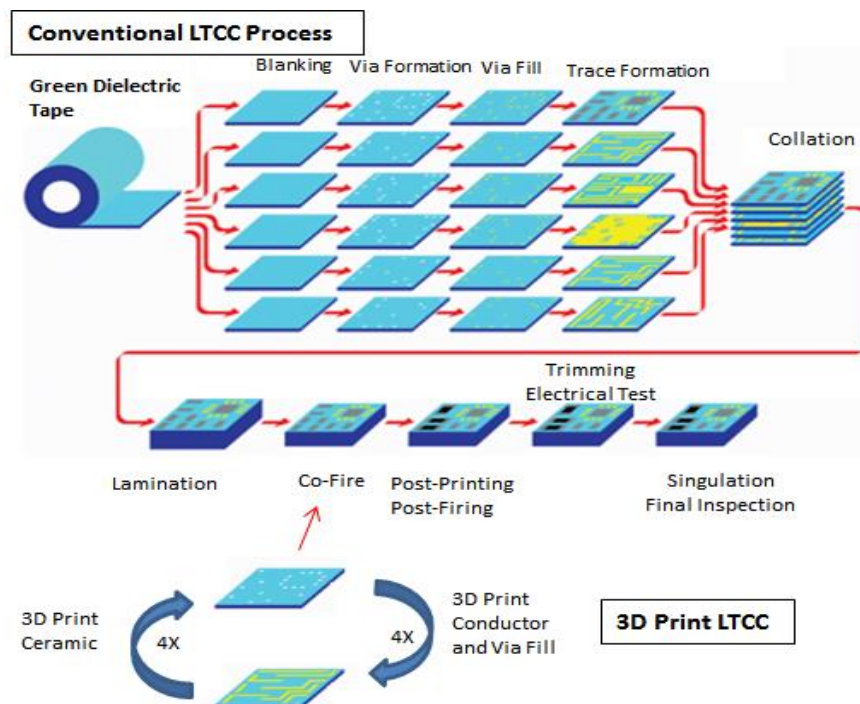 Conventional LTCC Process
Blanking
Via Formation
Via Fill
Trace Formation
Green Dielectric
Tape
Collation
Trimming
Electrical Test
Lamination
Co-Fire
Post-Printing
Post-Firing
Singulation
Final Inspection
3D Print
Ceramic
4X
4X
3D Print
Conductor
and Via Fill
3D Print LTCC